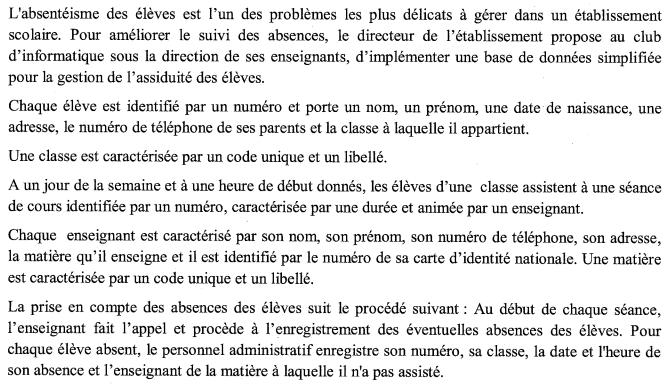 L'absentéisme des élèves est l'un des problèmes les plus délicats à gérer dans un établissement
scolaire. Pour améliorer le suivi des absences, le directeur de l'établissement propose au club
d'informatique sous la direction de ses enseignants, d'implémenter une base de données simplifiée
pour la gestion de l'assiduité des élèves.
Chaque élève est identifié par un numéro et porte un nom, un prénom, une date de naissance, une
adresse, le numéro de téléphone de ses parents et la classe à laquelle il appartient.
Une classe est caractérisée par un code unique et un libellé.
A un jour de la semaine et à une heure de début donnés, les élèves d'une classe assistent à une séance
de cours identifiée par un numéro, caractérisée par une durée et animée par un enseignant.
Chaque enseignant est caractérisé par son nom, son prénom, son numéro de téléphone, son adresse,
la matière qu'il enseigne et il est identifié par le numéro de sa carte d'identité nationale. Une matière
est caractérisée par un code unique et un libellé.
La prise en compte des absences des élèves suit le procédé suivant : Au début de chaque séance,
l'enseignant fait l'appel et procède à l'enregistrement des éventuelles absences des élèves. Pour
chaque élève absent, le personnel administratif enregistre son numéro, sa classe, la date et l'heure de
son absence et l'enseignant de la matière à laquelle il n'a pas assisté.